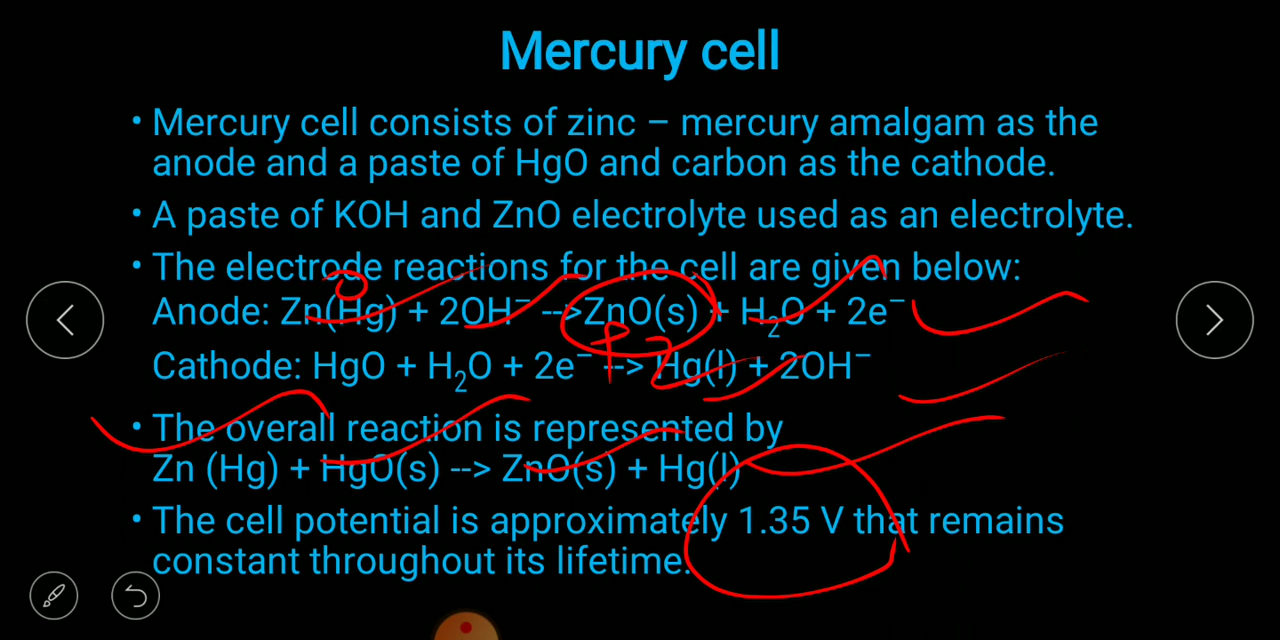 Mercury cell
• Mercury cell consists of zinc – mercury amalgam as the
anode and a paste of HgO and carbon as the cathode.
• A paste of KOH and ZnO electrolyte used as an electrolyte.
• The electrode reactions for the cell are given below:
Anode: Zn(Hg) + 2OH⁻ -->ZnO(s) + H₂O + 2e⁻
Cathode: HgO + H₂O + 2e⁻ --> Hg(l) + 2OH⁻
• The overall reaction is represented by
Zn (Hg) + HgO(s) --> ZnO(s) + Hg(l)
• The cell potential is approximately 1.35 V that remains
constant throughout its lifetime.